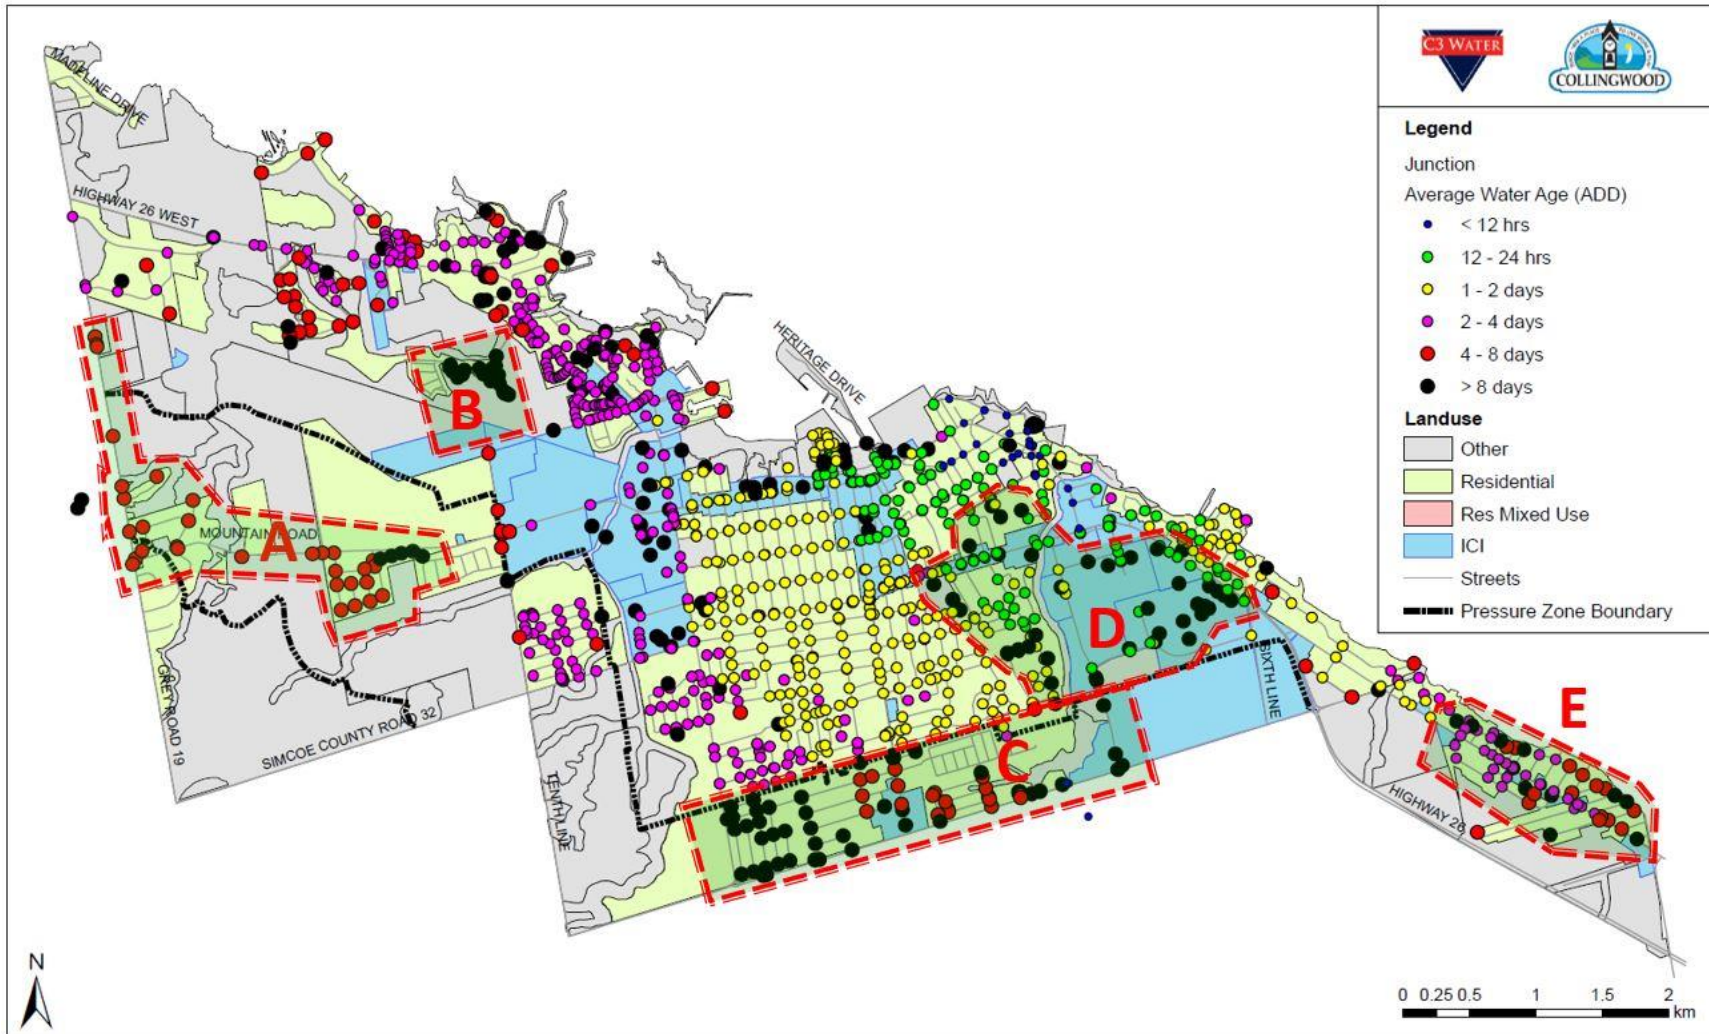 C3 WATER
COLLINGWOOD
Legend
Junction
Average Water Age (ADD)
< 12 hrs
12 - 24 hrs
1 - 2 days
2 - 4 days
4 - 8 days
> 8 days
Landuse
Other
Residential
Res Mixed Use
ICI
Streets
Pressure Zone Boundary
MADELINE DRIVE
HIGHWAY 26 WEST
HERITAGE DRIVE
B
MOUNTAIN ROAD
A
D
GREY ROAD 19
SIMCOE COUNTY ROAD 32
TENTH LINE
SIXTH LINE
C
E
HIGHWAY 26
N
0 0.25 0.5 1 1.5 2
km